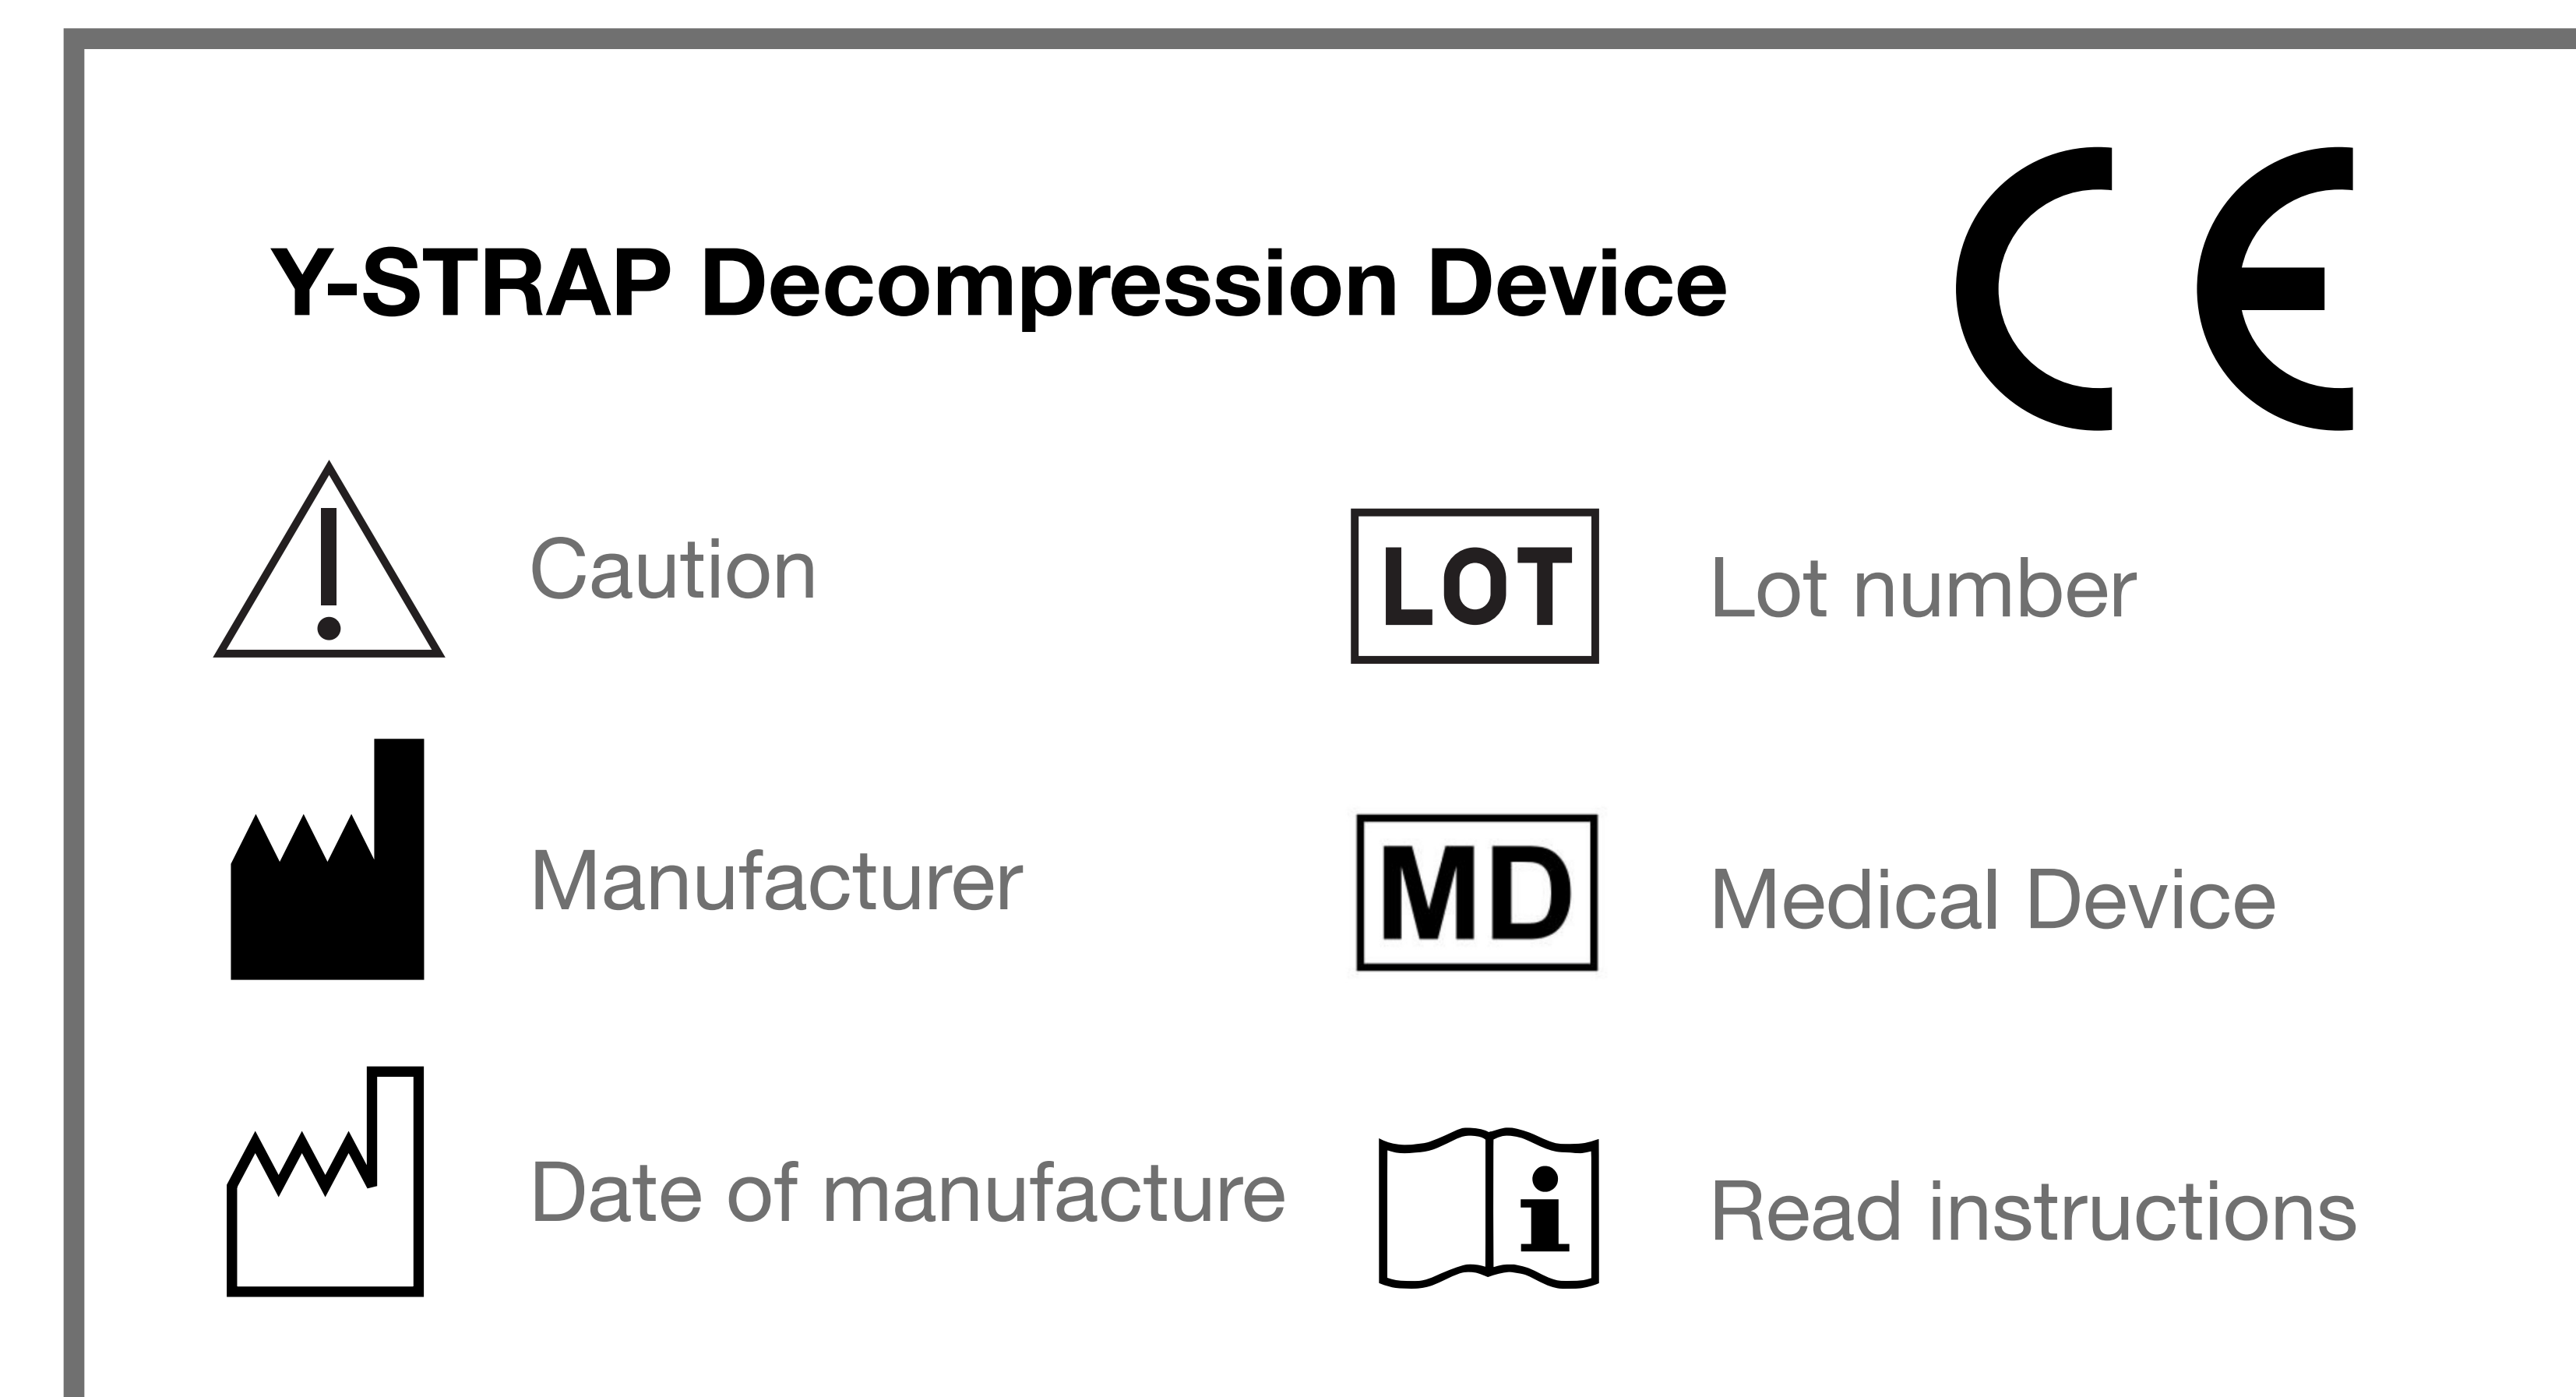 Y-STRAP Decompression Device
CE
Caution
LOT
Lot number
Manufacturer
MD
Medical Device
Date of manufacture
i
Read instructions